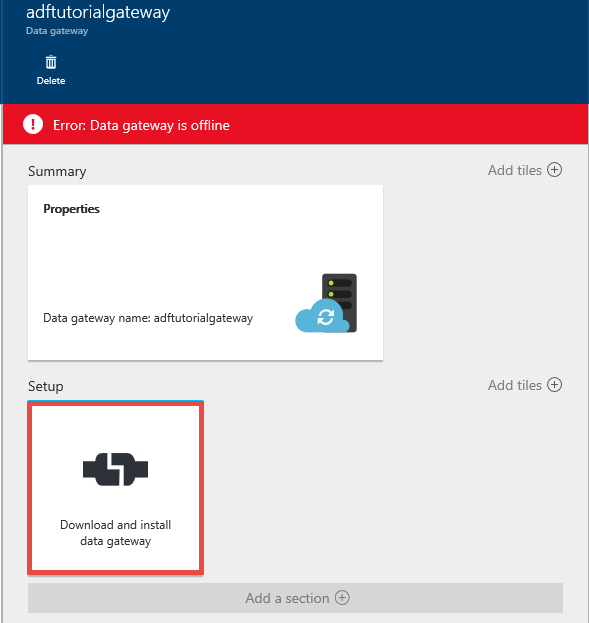 adftutorialgateway
Data gateway
Delete
! Error: Data gateway is offline
Summary
Add tiles
Properties
Data gateway name: adftutorialgateway
Setup
Add tiles
Download and install
data gateway
Add a section